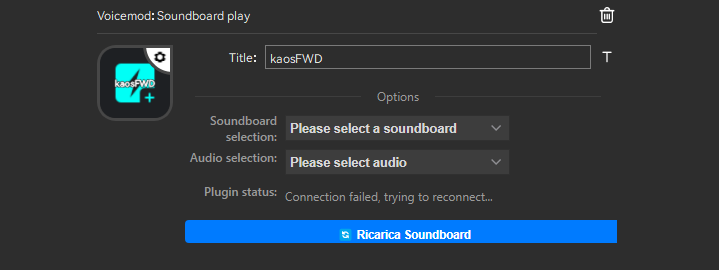 Voicemod: Soundboard play
kaosFWD
Title: kaosFWD T
Options
Soundboard selection: Please select a soundboard
Audio selection: Please select audio
Plugin status: Connection failed, trying to reconnect...
Ricarica Soundboard